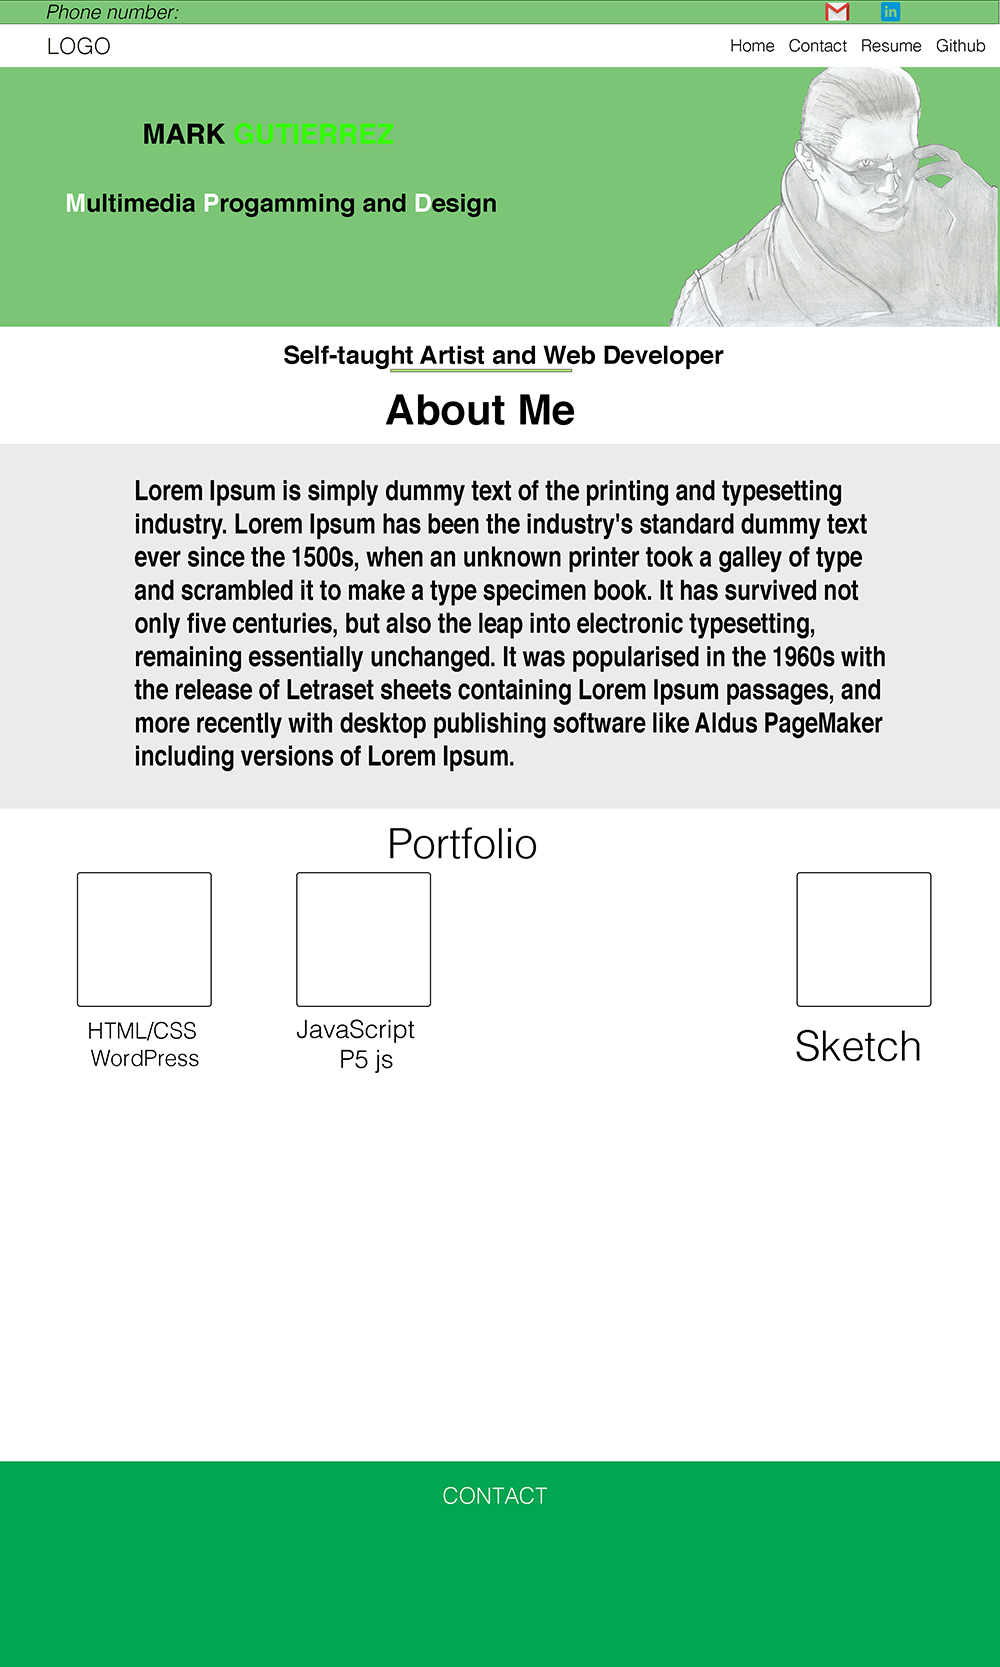 Phone number:
LOGO
Home Contact Resume Github
MARK GUTIERREZ
Multimedia Progamming and Design
Self-taught Artist and Web Developer
About Me
Lorem Ipsum is simply dummy text of the printing and typesetting
industry. Lorem Ipsum has been the industry's standard dummy text
ever since the 1500s, when an unknown printer took a galley of type
and scrambled it to make a type specimen book. It has survived not
only five centuries, but also the leap into electronic typesetting,
remaining essentially unchanged. It was popularised in the 1960s with
the release of Letraset sheets containing Lorem Ipsum passages, and
more recently with desktop publishing software like Aldus PageMaker
including versions of Lorem Ipsum.
Portfolio
HTML/CSS
WordPress
JavaScript
P5 js
Sketch
CONTACT